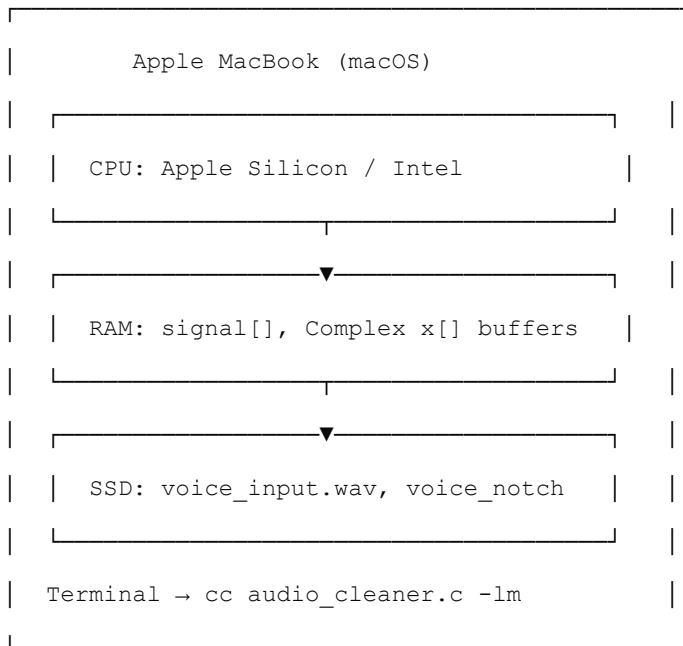 Apple MacBook (macOS)
CPU: Apple Silicon / Intel
RAM: signal[], Complex x[] buffers
SSD: voice_input.wav, voice_notch
Terminal → cc audio_cleaner.c -lm